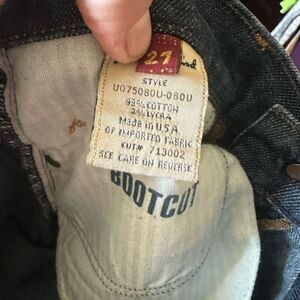 27
STYLE
U075080U-080U
98% COTTON
2% LYCRA
MADE IN U.S.A.
OF IMPORTED FABRIC
CUT# 713002
SEE CARE ON REVERSE
BOOTCUT